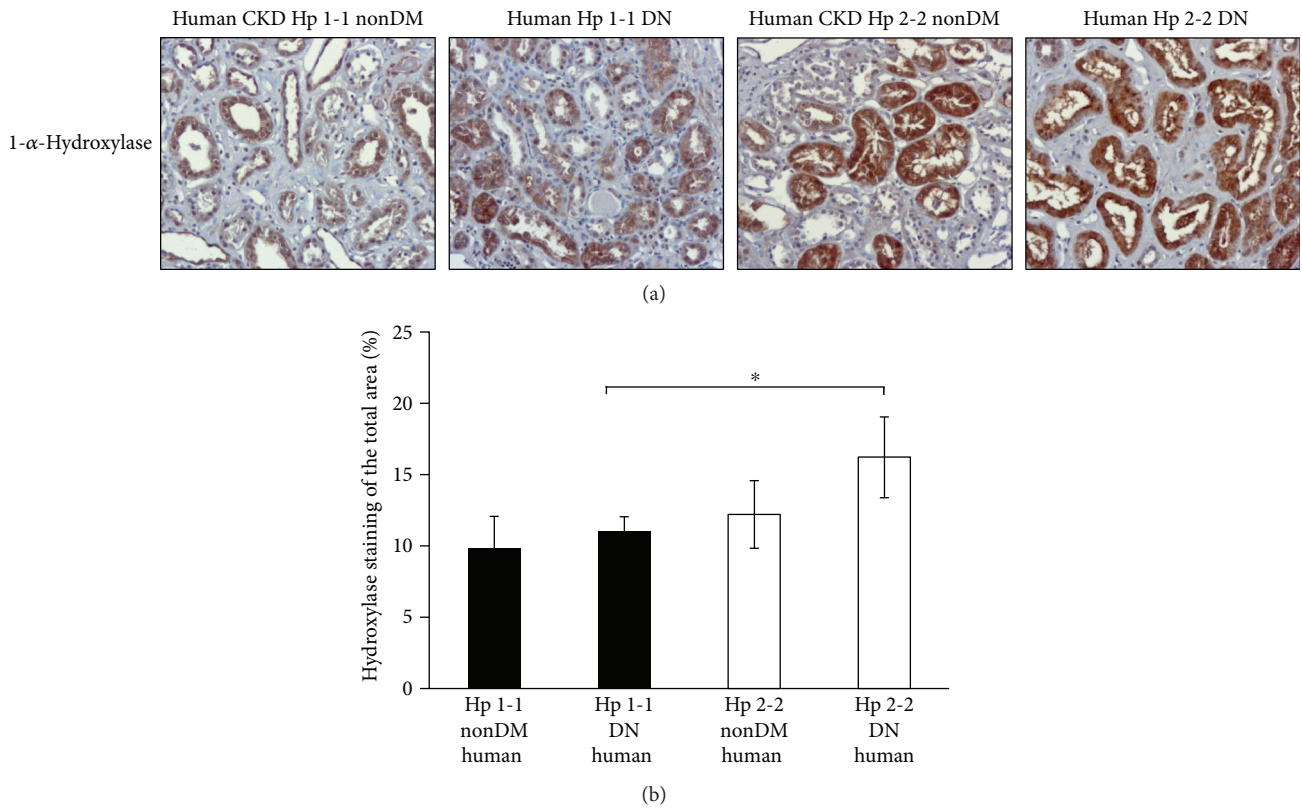 Human CKD Hp 1-1 nonDM
Human Hp 1-1 DN
Human CKD Hp 2-2 nonDM
Human Hp 2-2 DN
1-α-Hydroxylase
(a)
Hydroxylase staining of the total area (%)
25
20
15
10
5
0
*
Hp 1-1
nonDM
human
Hp 1-1
DN
human
Hp 2-2
nonDM
human
Hp 2-2
DN
human
(b)